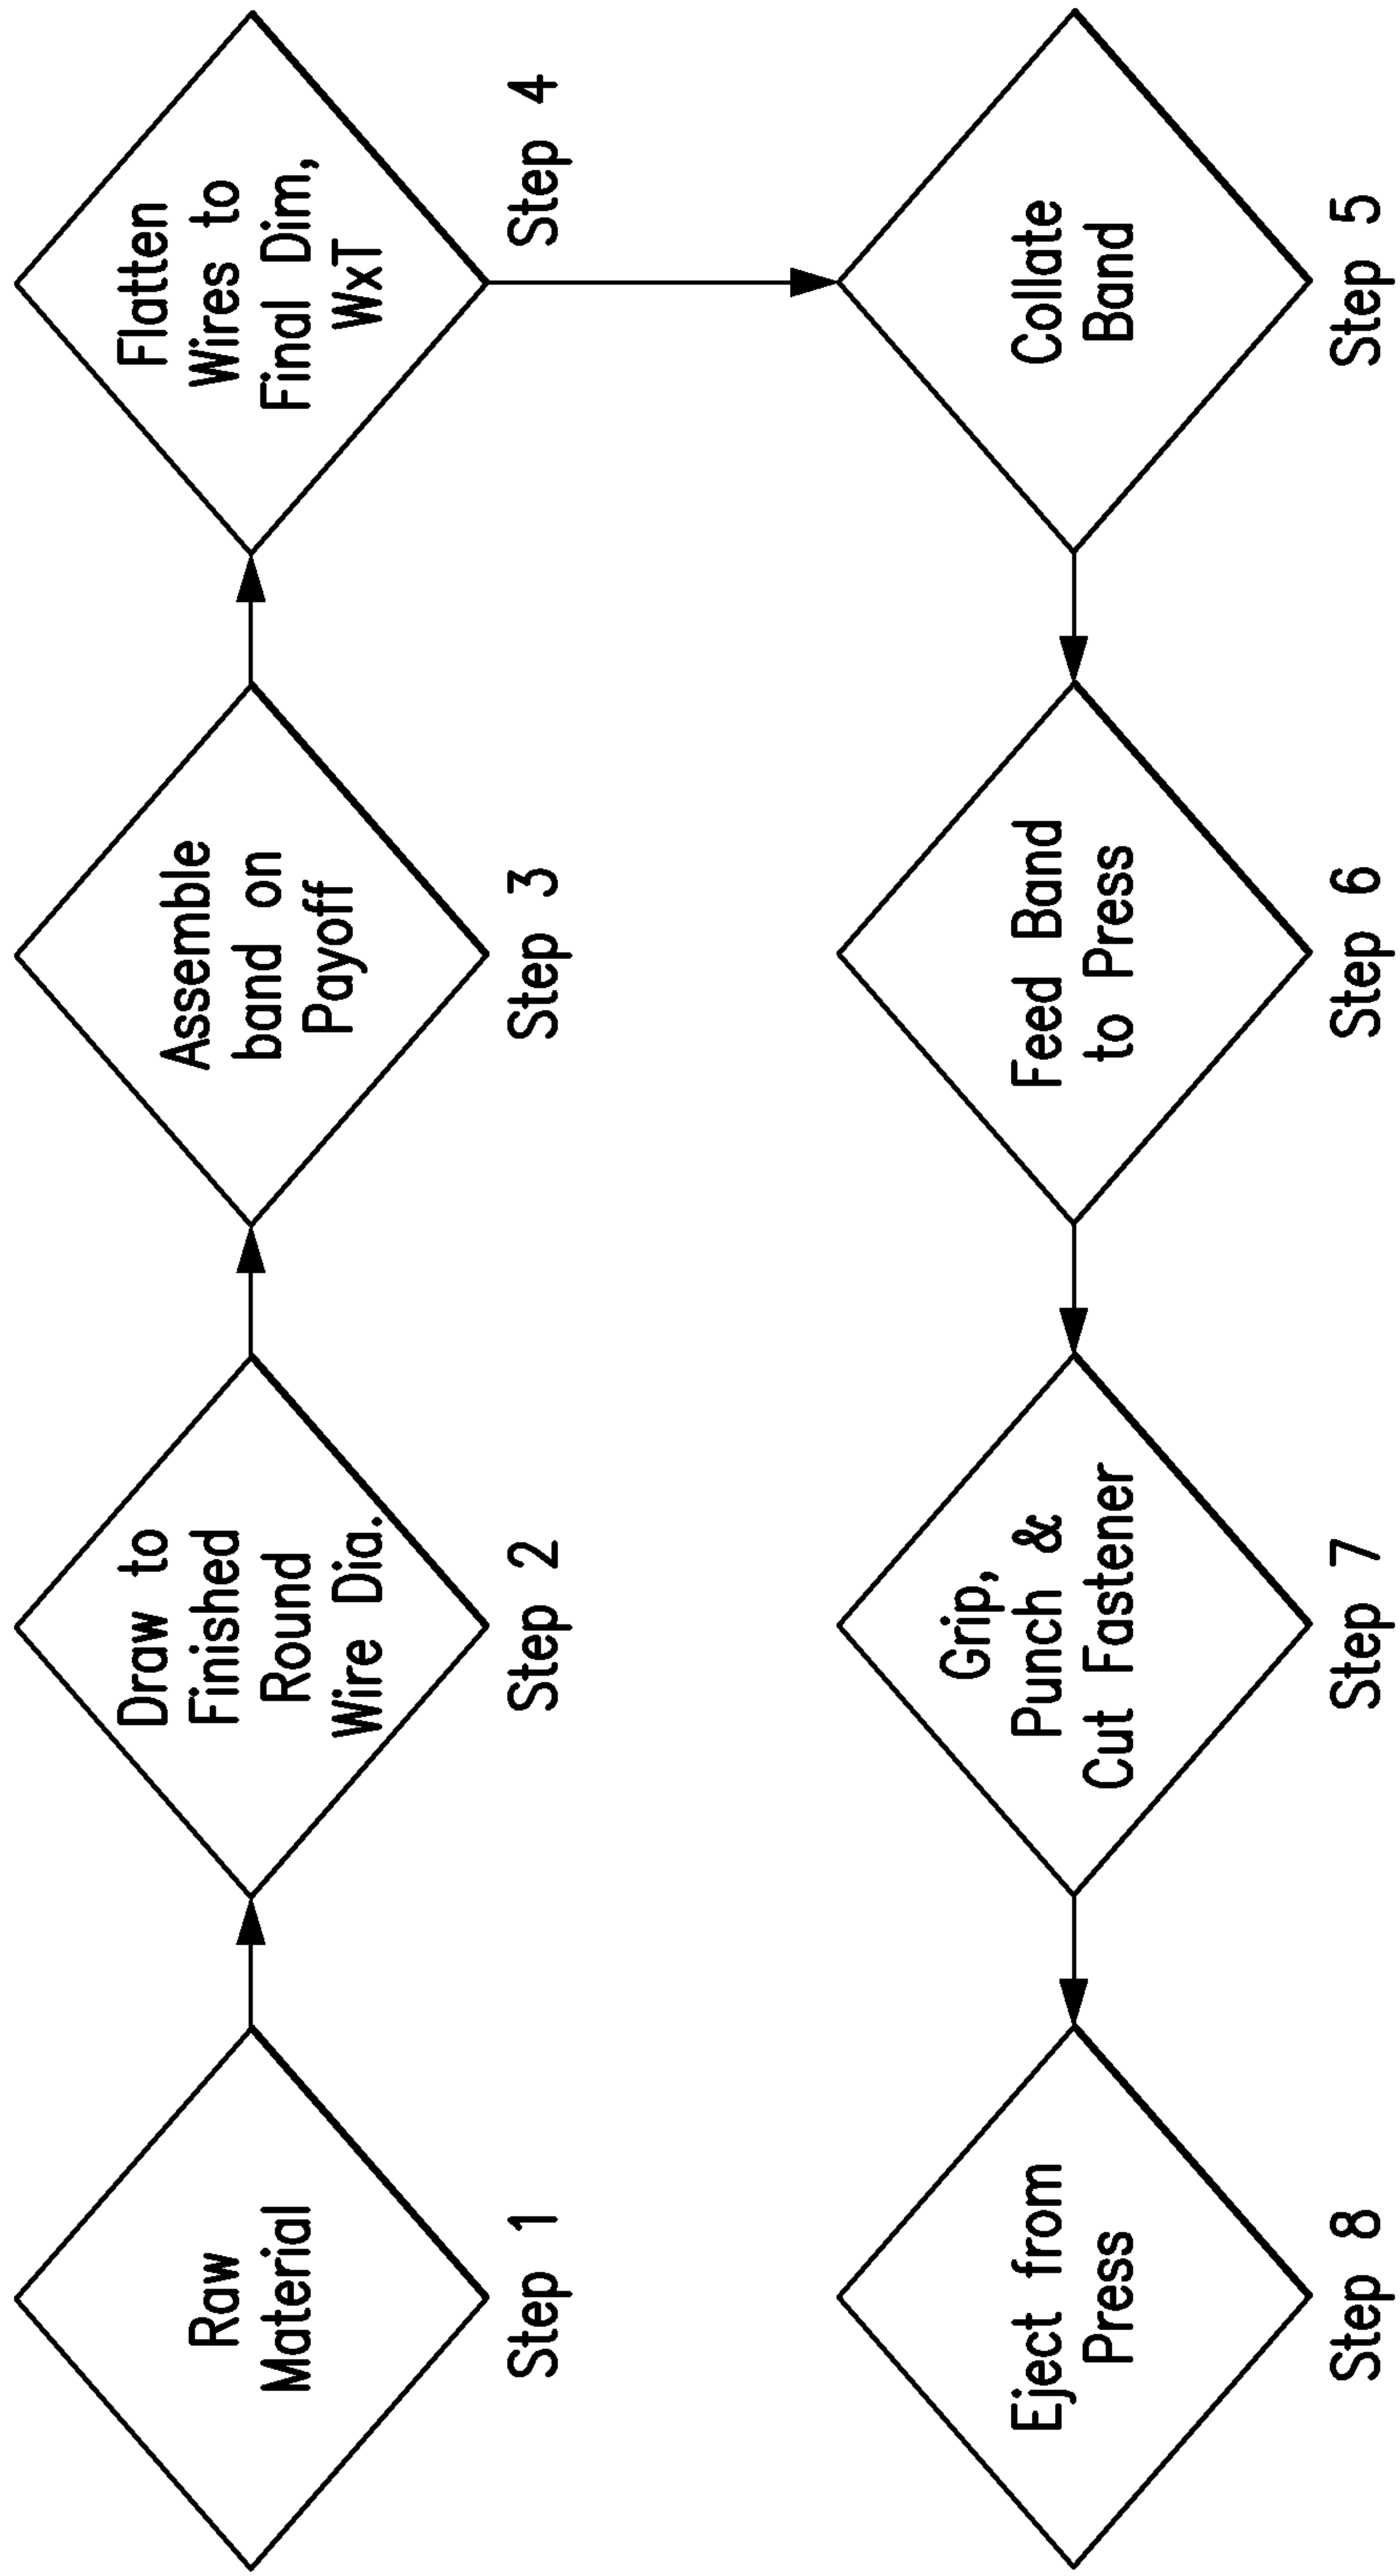 Raw
Material
Step 1
Draw to
Finished
Round
Wire Dia.
Step 2
Assemble
band on
Payoff
Step 3
Flatten
Wires to
Final Dim,
WxT
Step 4
Collate
Band
Step 5
Feed Band
to Press
Step 6
Grip,
Punch &
Cut Fastener
Step 7
Eject from
Press
Step 8